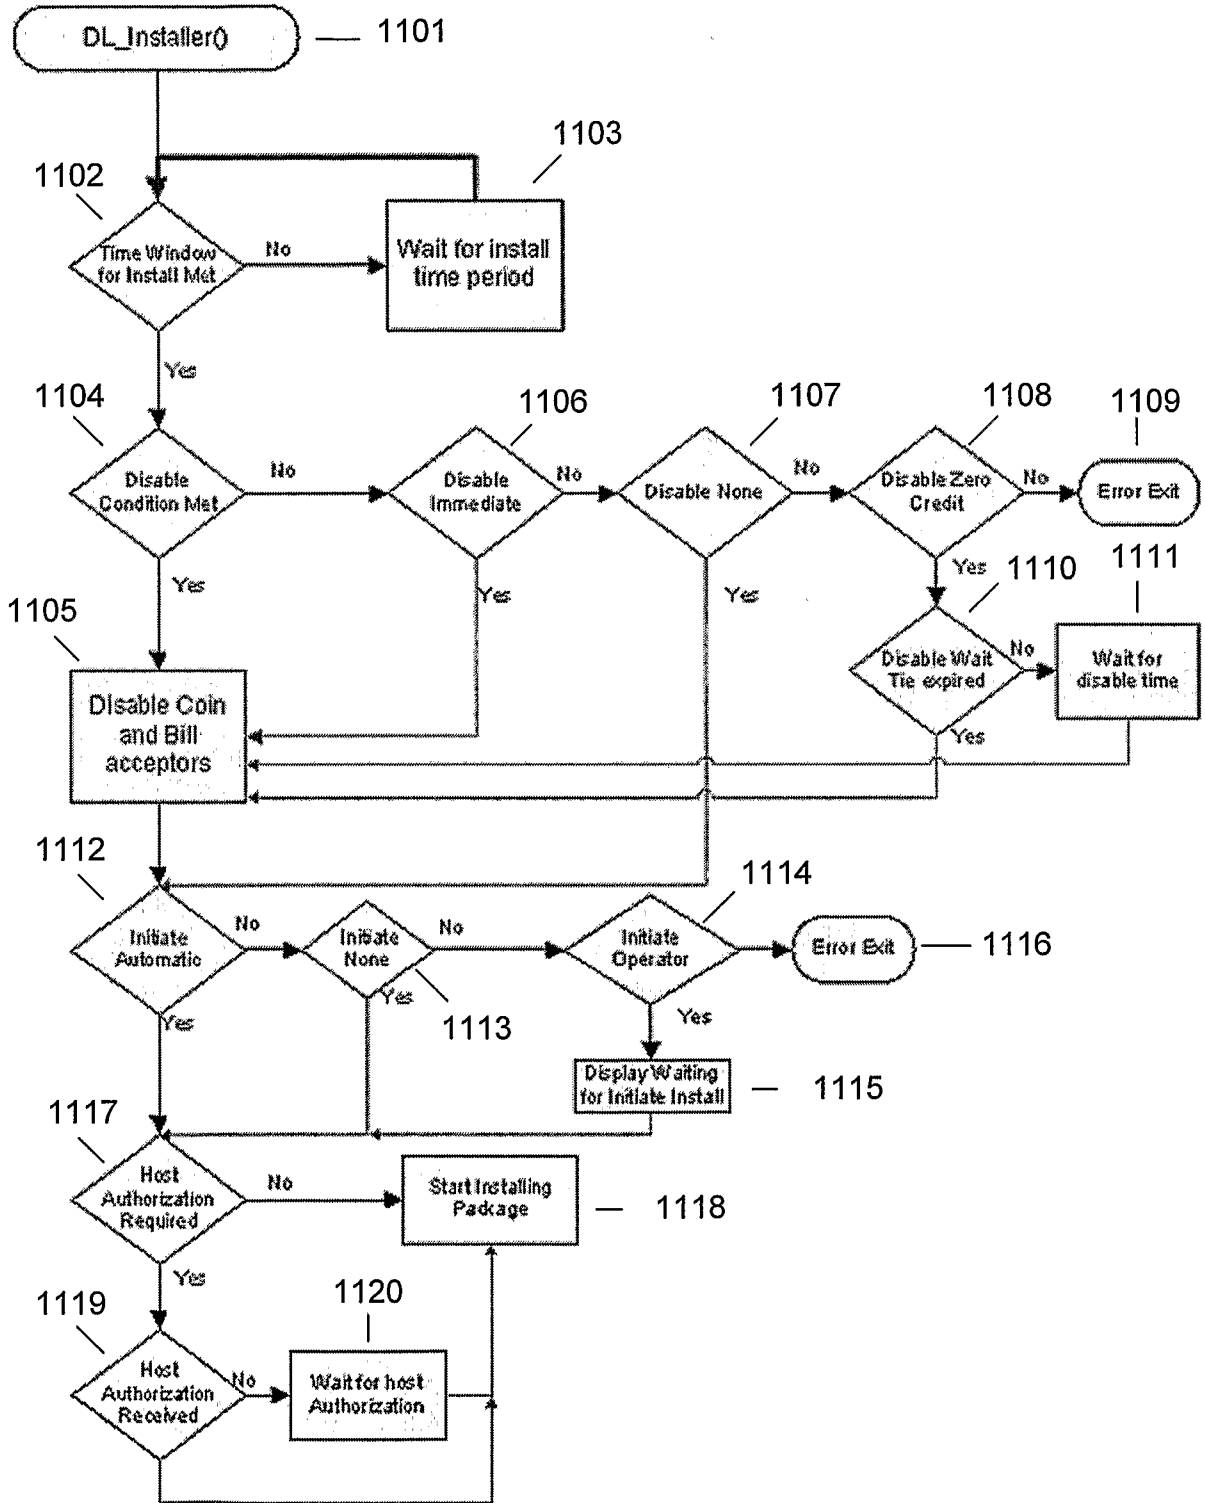 DL_Installer()
1101
1103
1102
Time Window
for Install Met
No
Wait for install
time period
Yes
1104
1106
1107
1108
1109
Disable
Condition Met
No
Disable
Immediate
No
Disable None
No
Disable Zero
Credit
No
Error Exit
Yes
Yes
Yes
Yes
1110
1111
1105
Disable Coin
and Bill
acceptors
Disable Wait
Tie expired
No
Wait for
disable time
Yes
1112
1114
Initiate
Automatic
No
Initiate
None
No
Initiate
Operator
Error Exit
1116
Yes
Yes
1113
Yes
Display Waiting
for Initiate Install
1115
1117
Host
Authorization
Required
No
Start Installing
Package
1118
Yes
1119
1120
Host
Authorization
Received
No
Wait for host
Authorization